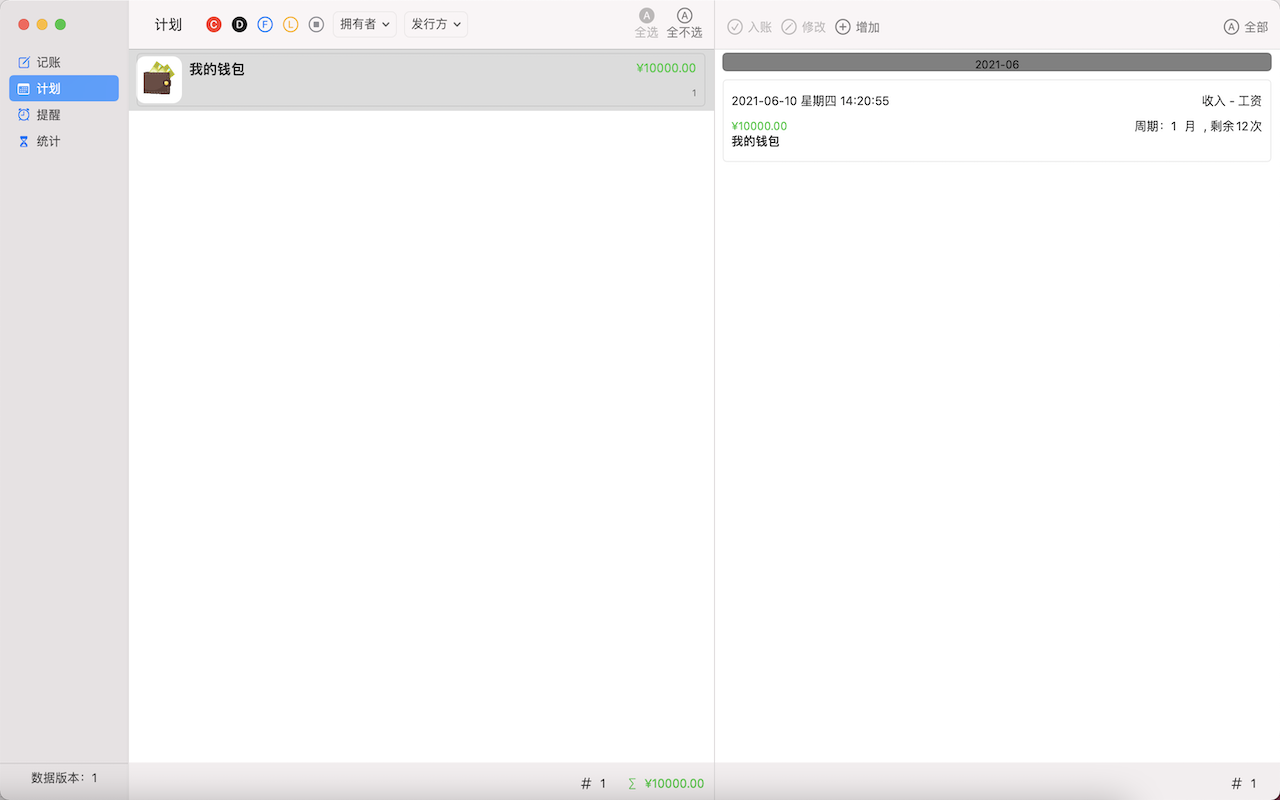 记账
计划
提醒
统计
数据版本：1
计划
C D F L
拥有者
发行方
A
全选
A
全不选
我的钱包
¥10000.00
1
# 1
∑ ¥10000.00
入账
修改
增加
A 全部
2021-06
2021-06-10 星期四 14:20:55
收入 - 工资
¥10000.00
周期：1 月 , 剩余12次
我的钱包
# 1